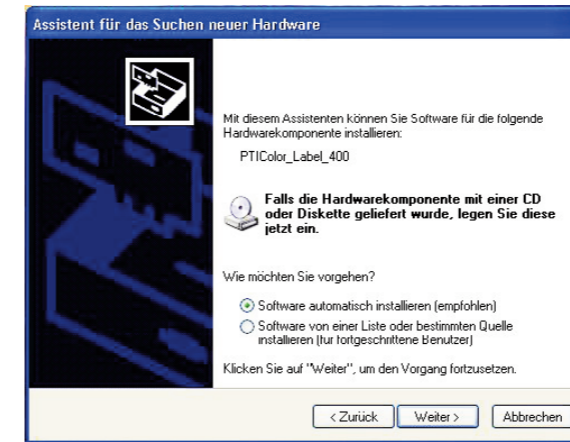 Assistent für das Suchen neuer Hardware
Mit diesem Assistenten können Sie Software für die folgende
Hardwarekomponente installieren:
PTIColor_Label_400
Falls die Hardwarekomponente mit einer CD
oder Diskette geliefert wurde, legen Sie diese
jetzt ein.
Wie möchten Sie vorgehen?
Software automatisch installieren (empfohlen)
Software von einer Liste oder bestimmten Quelle
installieren (für fortgeschrittene Benutzer)
Klicken Sie auf "Weiter", um den Vorgang fortzusetzen.
< Zurück Weiter > Abbrechen